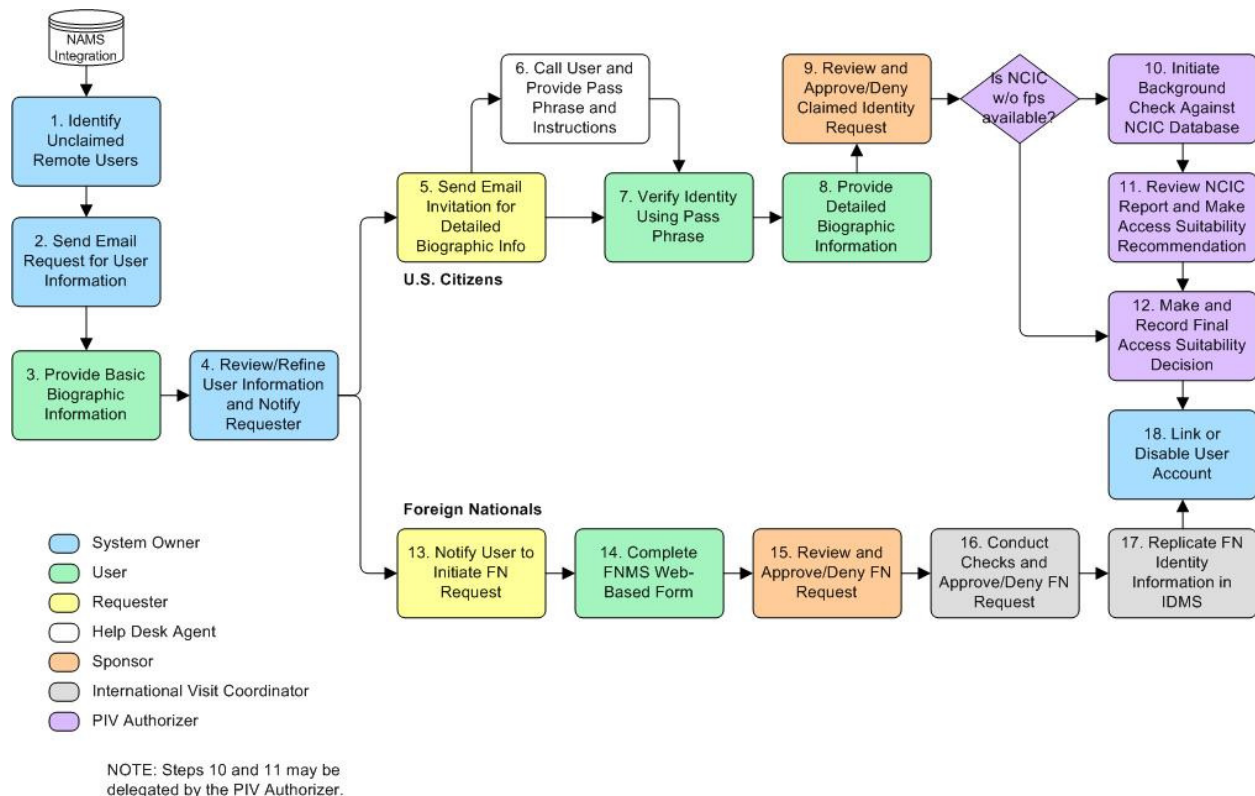 NAMS
Integration
1. Identify
Unclaimed
Remote Users
2. Send Email
Request for User
Information
3. Provide Basic
Biographic
Information
4. Review/Refine
User Information
and Notify
Requester
5. Send Email
Invitation for
Detailed
Biographic Info
U.S. Citizens
6. Call User and
Provide Pass
Phrase and
Instructions
7. Verify Identity
Using Pass
Phrase
8. Provide
Detailed
Biographic
Information
9. Review and
Approve/Deny
Claimed Identity
Request
Is NCIC
w/o fps
available?
10. Initiate
Background
Check Against
NCIC Database
11. Review NCIC
Report and Make
Access Suitability
Recommendation
12. Make and
Record Final
Access Suitability
Decision
Foreign Nationals
13. Notify User to
Initiate FN
Request
14. Complete
FNMS Web-
Based Form
15. Review and
Approve/Deny FN
Request
16. Conduct
Checks and
Approve/Deny FN
Request
17. Replicate FN
Identity
Information in
IDMS
18. Link or
Disable User
Account
System Owner
User
Requester
Help Desk Agent
Sponsor
International Visit Coordinator
PIV Authorizer
NOTE: Steps 10 and 11 may be
delegated by the PIV Authorizer.